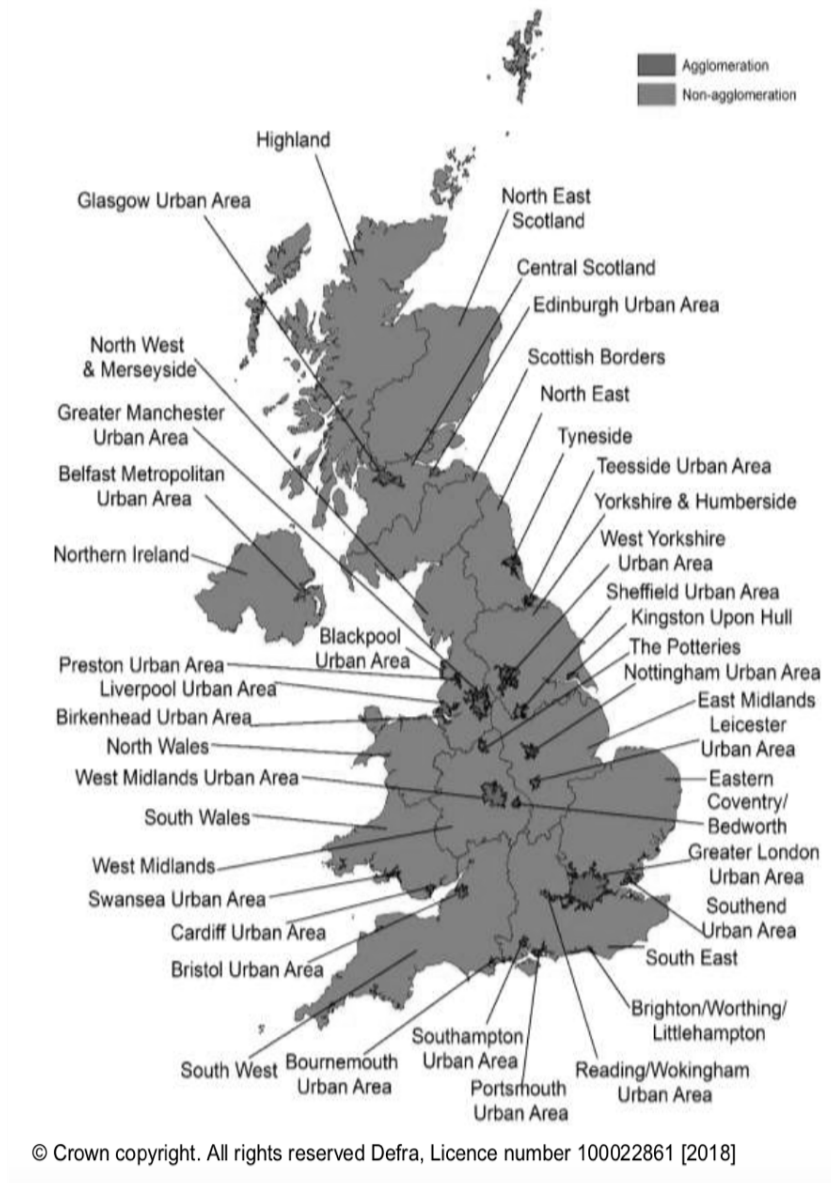 Agglomeration
Non-agglomeration
Highland
Glasgow Urban Area
North East
Scotland
Central Scotland
Edinburgh Urban Area
North West
& Merseyside
Scottish Borders
North East
Greater Manchester
Urban Area
Tyneside
Belfast Metropolitan
Urban Area
Teesside Urban Area
Yorkshire & Humberside
West Yorkshire
Urban Area
Northern Ireland
Sheffield Urban Area
Kingston Upon Hull
Blackpool
Urban Area
The Potteries
Preston Urban Area
Nottingham Urban Area
Liverpool Urban Area
East Midlands
Birkenhead Urban Area
Leicester
Urban Area
North Wales
West Midlands Urban Area
Eastern
Coventry/
Bedworth
South Wales
Greater London
Urban Area
West Midlands
Swansea Urban Area
Southend
Urban Area
Cardiff Urban Area
South East
Bristol Urban Area
Brighton/Worthing/
Littlehampton
Southampton
Urban Area
South West
Bournemouth
Urban Area
Reading/Wokingham
Urban Area
Portsmouth
Urban Area
© Crown copyright. All rights reserved Defra, Licence number 100022861 [2018]